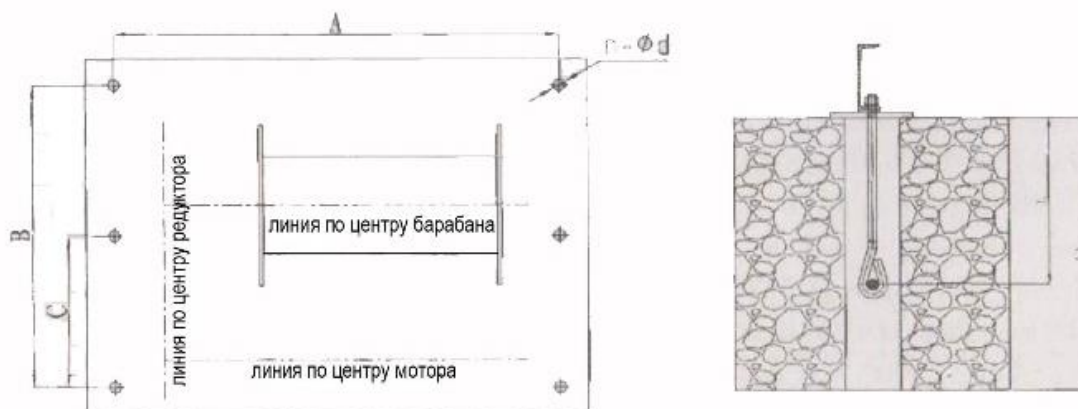 A
n-Φd
B
C
линия по центру редуктора
линия по центру барабана
линия по центру мотора